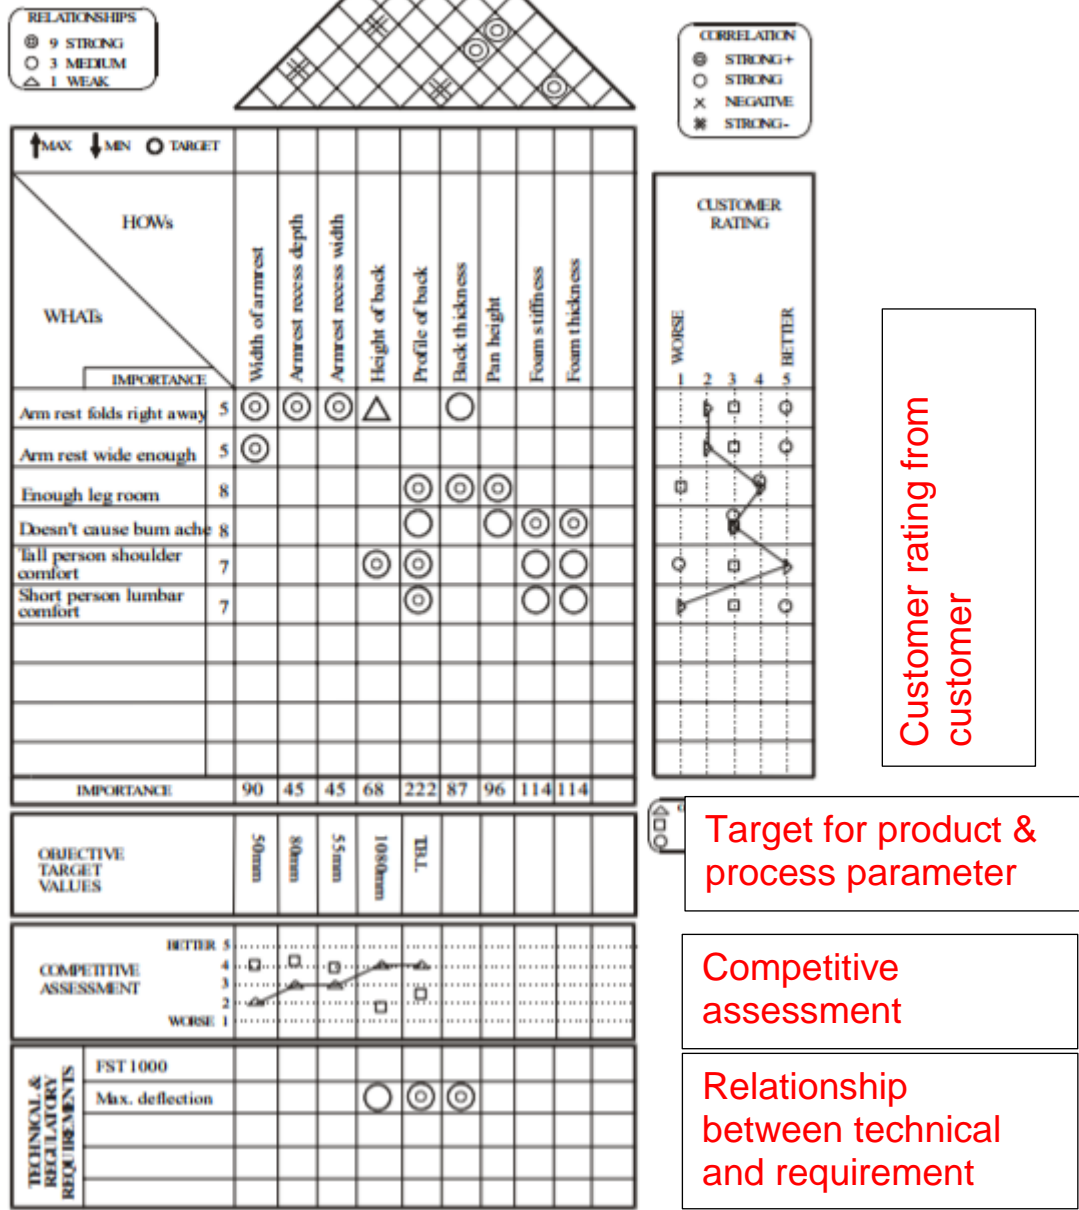 RELATIONSHIPS
9 STRONG
3 MEDIUM
1 WEAK
CORRELATION
STRONG+
STRONG
NEGATIVE
STRONG-
MAX MIN TARGET
HOWs
WHATs
IMPORTANCE
Width of armrest
Armrest recess depth
Armrest recess width
Height of back
Profile of back
Back thickness
Pan height
Foam stiffness
Foam thickness
CUSTOMER
RATING
WORSE
BETTER
1 2 3 4 5
Arm rest folds right away 5
Arm rest wide enough 5
Enough leg room 8
Doesn't cause bum ache 8
Tall person shoulder
comfort 7
Short person lumbar
comfort 7
Customer rating from
customer
IMPORTANCE 90 45 45 68 222 87 96 114 114
OBJECTIVE
TARGET
VALUES
50mm
80mm
55mm
1080mm
Target for product &
process parameter
COMPETITIVE
ASSESSMENT
BETTER 5
4
3
2
WORSE 1
Competitive
assessment
TECHNICAL &
REGULATORY
REQUIREMENTS
FST 1000
Max. deflection
Relationship
between technical
and requirement